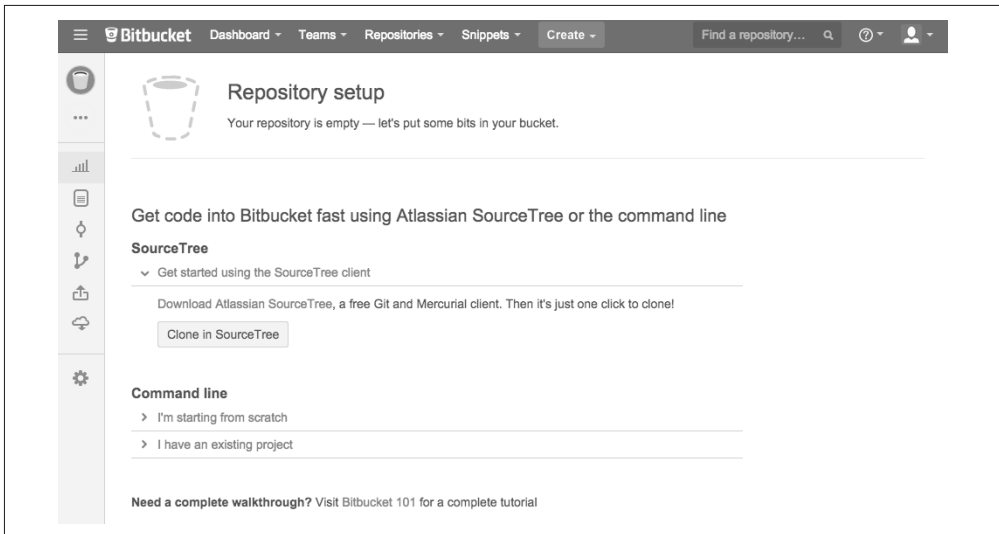 Bitbucket Dashboard Teams Repositories Snippets Create Find a repository...
Repository setup
Your repository is empty — let's put some bits in your bucket.
Get code into Bitbucket fast using Atlassian SourceTree or the command line
SourceTree
Get started using the SourceTree client
Download Atlassian SourceTree, a free Git and Mercurial client. Then it's just one click to clone!
Clone in SourceTree
Command line
I'm starting from scratch
I have an existing project
Need a complete walkthrough? Visit Bitbucket 101 for a complete tutorial